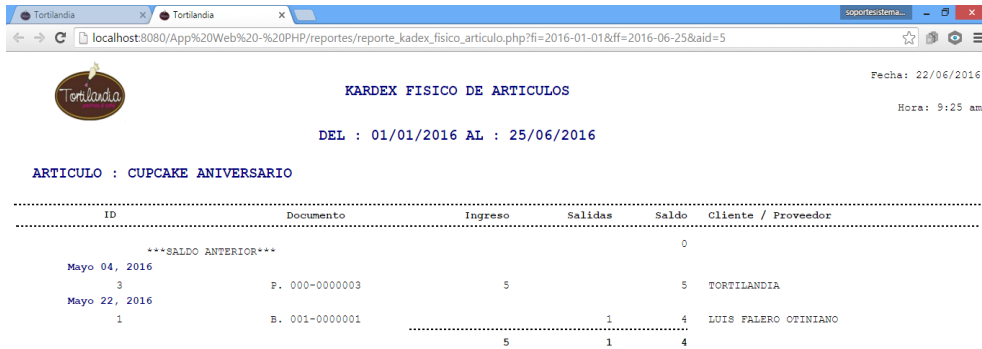 Tortilandia
Tortilandia
soportesistema...
localhost:8080/App%20Web%20-%20PHP/reportes/reporte_kadex_fisico_articulo.php?fi=2016-01-01&ff=2016-06-25&aid=5
Tortilandia
Fecha: 22/06/2016
KARDEX FISICO DE ARTICULOS
Hora: 9:25 am
DEL : 01/01/2016 AL : 25/06/2016
ARTICULO : CUPCAKE ANIVERSARIO
ID Documento Ingreso Salidas Saldo Cliente / Proveedor
***SALDO ANTERIOR*** 0
Mayo 04, 2016
3 P. 000-0000003 5 5 TORTILANDIA
Mayo 22, 2016
1 B. 001-0000001 1 4 LUIS FALERO OTINIANO
5 1 4